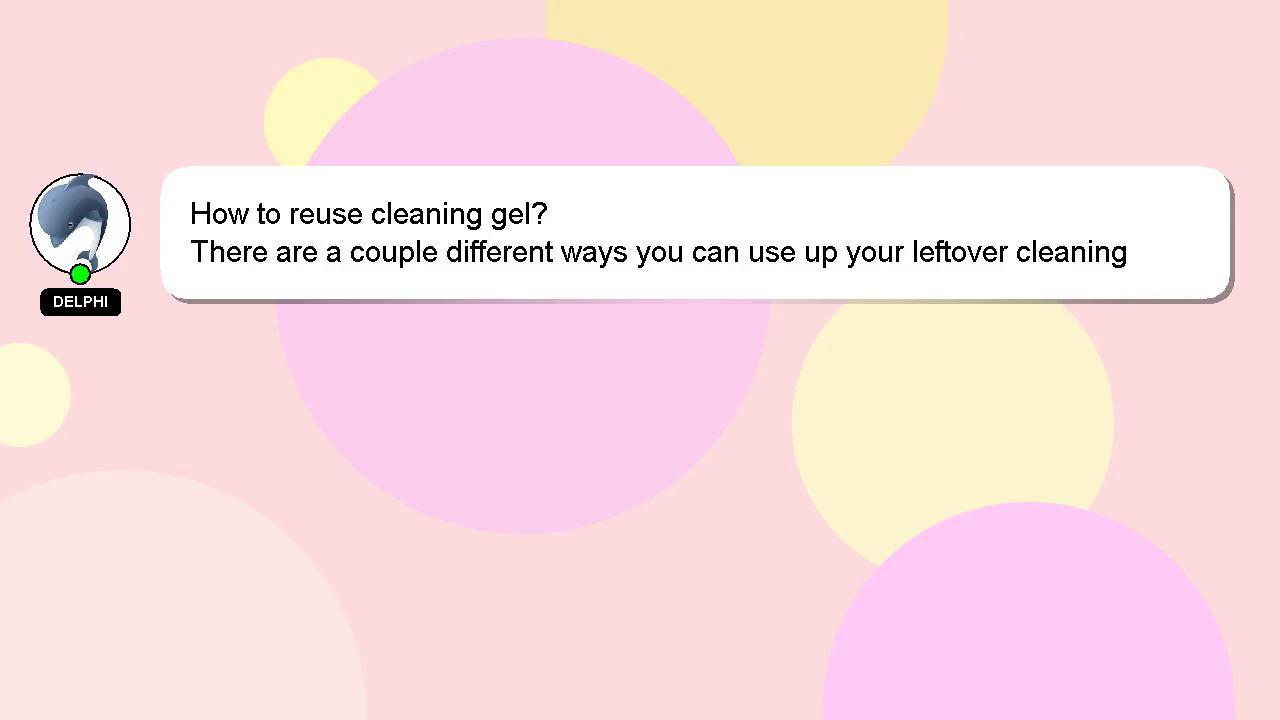 How to reuse cleaning gel?
There are a couple different ways you can use up your leftover cleaning
DELPHI